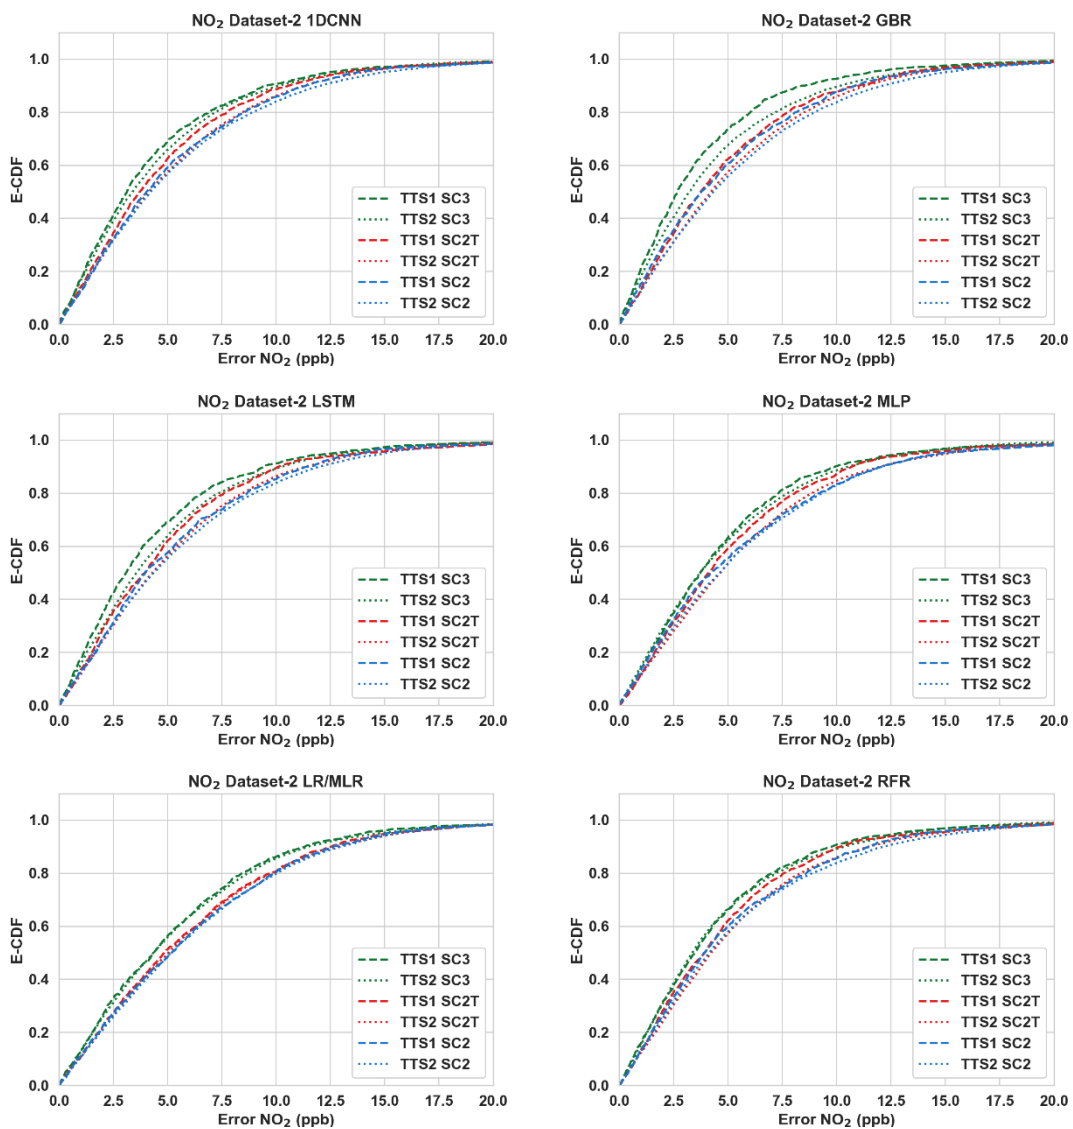 NO₂ Dataset-2 1DCNN
E-CDF
1.0
0.8
0.6
0.4
0.2
0.0
TTS1 SC3
TTS2 SC3
TTS1 SC2T
TTS2 SC2T
TTS1 SC2
TTS2 SC2
0.0 2.5 5.0 7.5 10.0 12.5 15.0 17.5 20.0
Error NO₂ (ppb)
NO₂ Dataset-2 GBR
E-CDF
1.0
0.8
0.6
0.4
0.2
0.0
TTS1 SC3
TTS2 SC3
TTS1 SC2T
TTS2 SC2T
TTS1 SC2
TTS2 SC2
0.0 2.5 5.0 7.5 10.0 12.5 15.0 17.5 20.0
Error NO₂ (ppb)
NO₂ Dataset-2 LSTM
E-CDF
1.0
0.8
0.6
0.4
0.2
0.0
TTS1 SC3
TTS2 SC3
TTS1 SC2T
TTS2 SC2T
TTS1 SC2
TTS2 SC2
0.0 2.5 5.0 7.5 10.0 12.5 15.0 17.5 20.0
Error NO₂ (ppb)
NO₂ Dataset-2 MLP
E-CDF
1.0
0.8
0.6
0.4
0.2
0.0
TTS1 SC3
TTS2 SC3
TTS1 SC2T
TTS2 SC2T
TTS1 SC2
TTS2 SC2
0.0 2.5 5.0 7.5 10.0 12.5 15.0 17.5 20.0
Error NO₂ (ppb)
NO₂ Dataset-2 LR/MLR
E-CDF
1.0
0.8
0.6
0.4
0.2
0.0
TTS1 SC3
TTS2 SC3
TTS1 SC2T
TTS2 SC2T
TTS1 SC2
TTS2 SC2
0.0 2.5 5.0 7.5 10.0 12.5 15.0 17.5 20.0
Error NO₂ (ppb)
NO₂ Dataset-2 RFR
E-CDF
1.0
0.8
0.6
0.4
0.2
0.0
TTS1 SC3
TTS2 SC3
TTS1 SC2T
TTS2 SC2T
TTS1 SC2
TTS2 SC2
0.0 2.5 5.0 7.5 10.0 12.5 15.0 17.5 20.0
Error NO₂ (ppb)